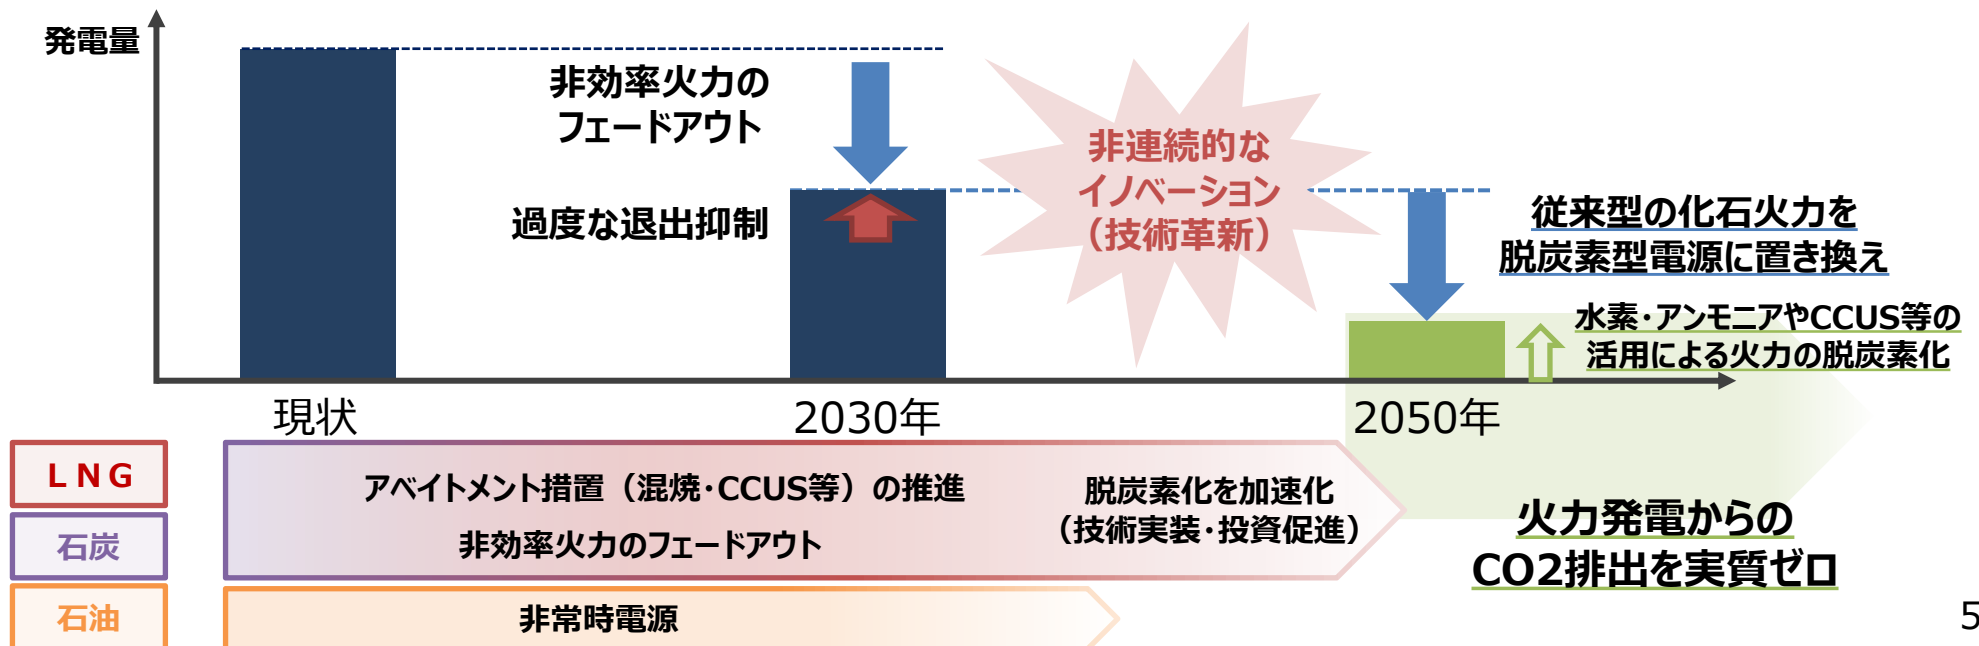 発電量
非効率火力の
フェードアウト
過度な退出抑制
非連続的な
イノベーション
（技術革新）
従来型の化石火力を
脱炭素型電源に置き換え
水素・アンモニアやCCUS等の
活用による火力の脱炭素化
現状
2030年
2050年
ＬＮＧ
アベイトメント措置（混焼・CCUS等）の推進
脱炭素化を加速化
（技術実装・投資促進）
石炭
非効率火力のフェードアウト
火力発電からの
CO2排出を実質ゼロ
石油
非常時電源
5